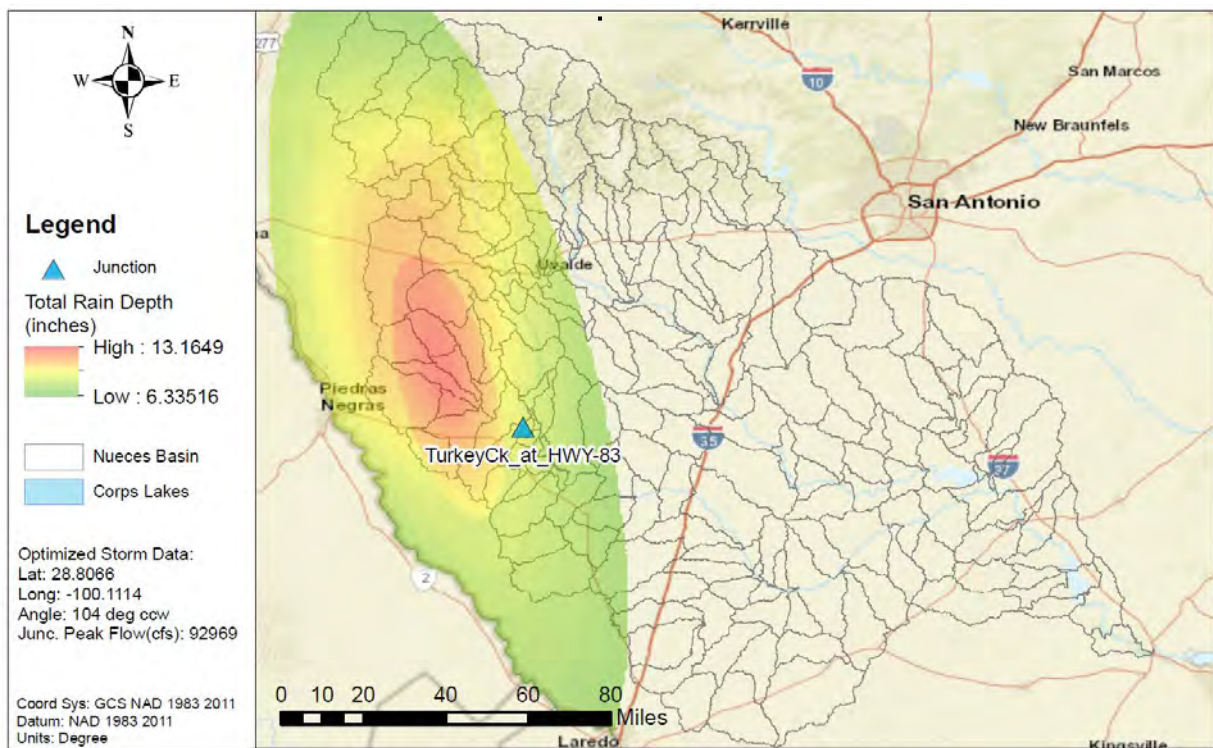 N
W E
S
Legend
Junction
Total Rain Depth
(inches)
High : 13.1649
Low : 6.33516
Nueces Basin
Corps Lakes
Optimized Storm Data:
Lat: 28.8066
Long: -100.1114
Angle: 104 deg ccw
Junc. Peak Flow(cfs): 92969
Coord Sys: GCS NAD 1983 2011
Datum: NAD 1983 2011
Units: Degree
277
Kerrville
10
San Marcos
New Braunfels
San Antonio
na
Uvalde
Piedras
Negras
TurkeyCk_at_HWY-83
35
37
2
0 10 20 40 60 80
Miles
Laredo
Kingsville